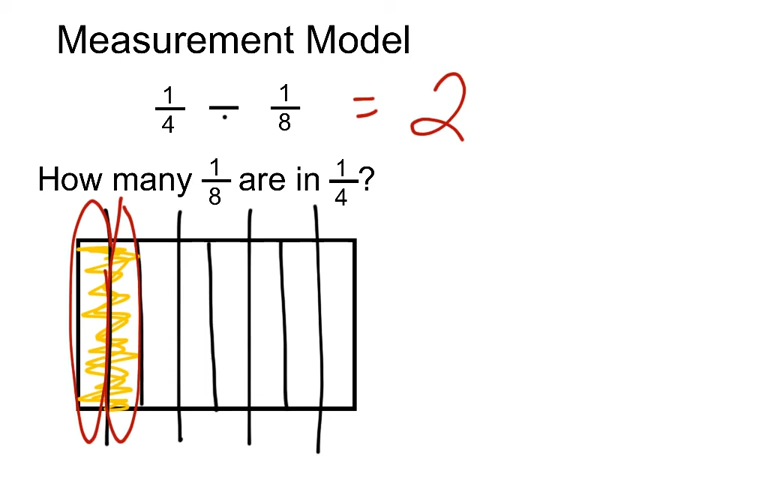 Measurement Model
1/4 ÷ 1/8 = 2
How many 1/8 are in 1/4?